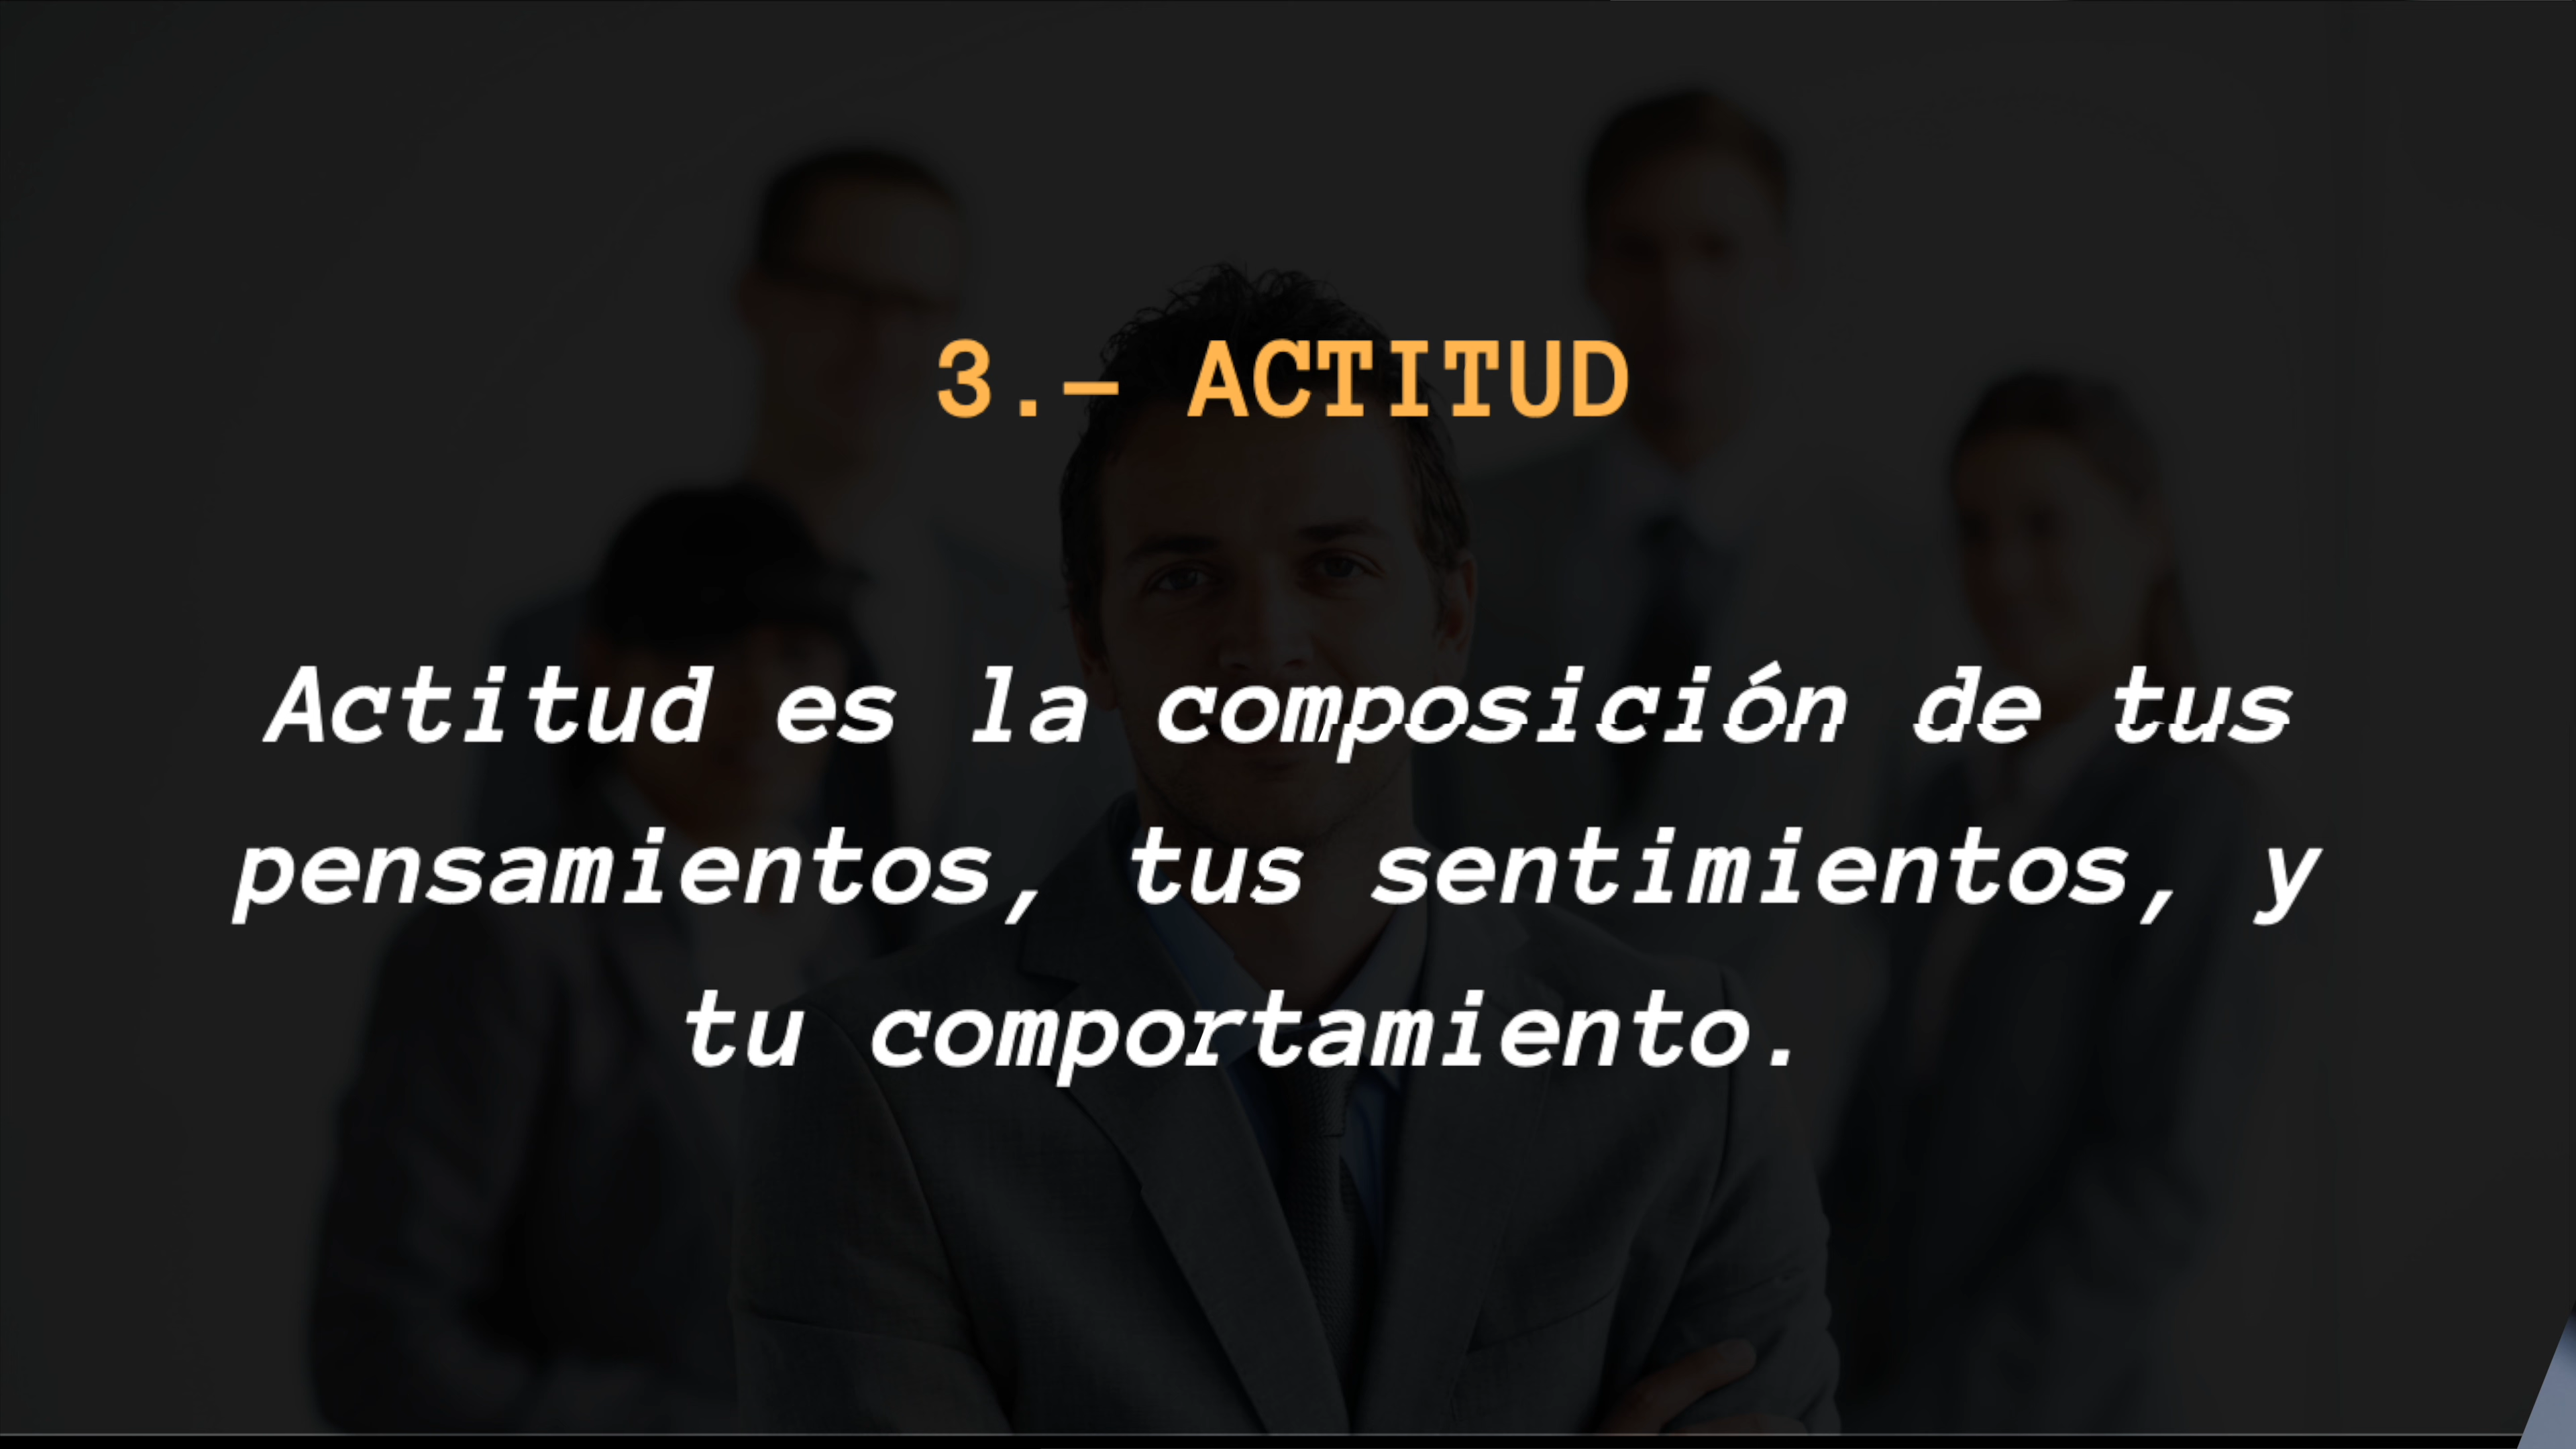 3.- ACTITUD
Actitud es la composición de tus
pensamientos, tus sentimientos, y
tu comportamiento.